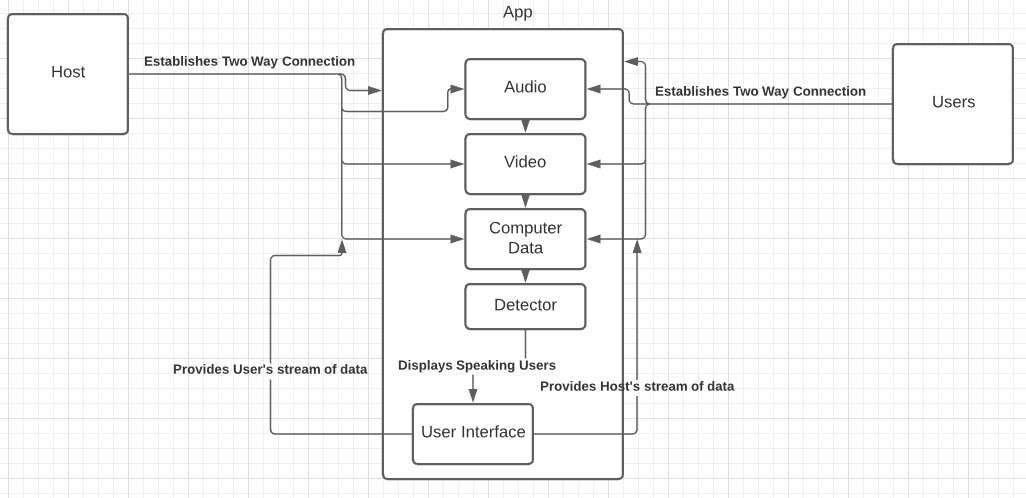 App
Host
Establishes Two Way Connection
Audio
Establishes Two Way Connection
Users
Video
Computer
Data
Detector
Displays Speaking Users
Provides User's stream of data
Provides Host's stream of data
User Interface